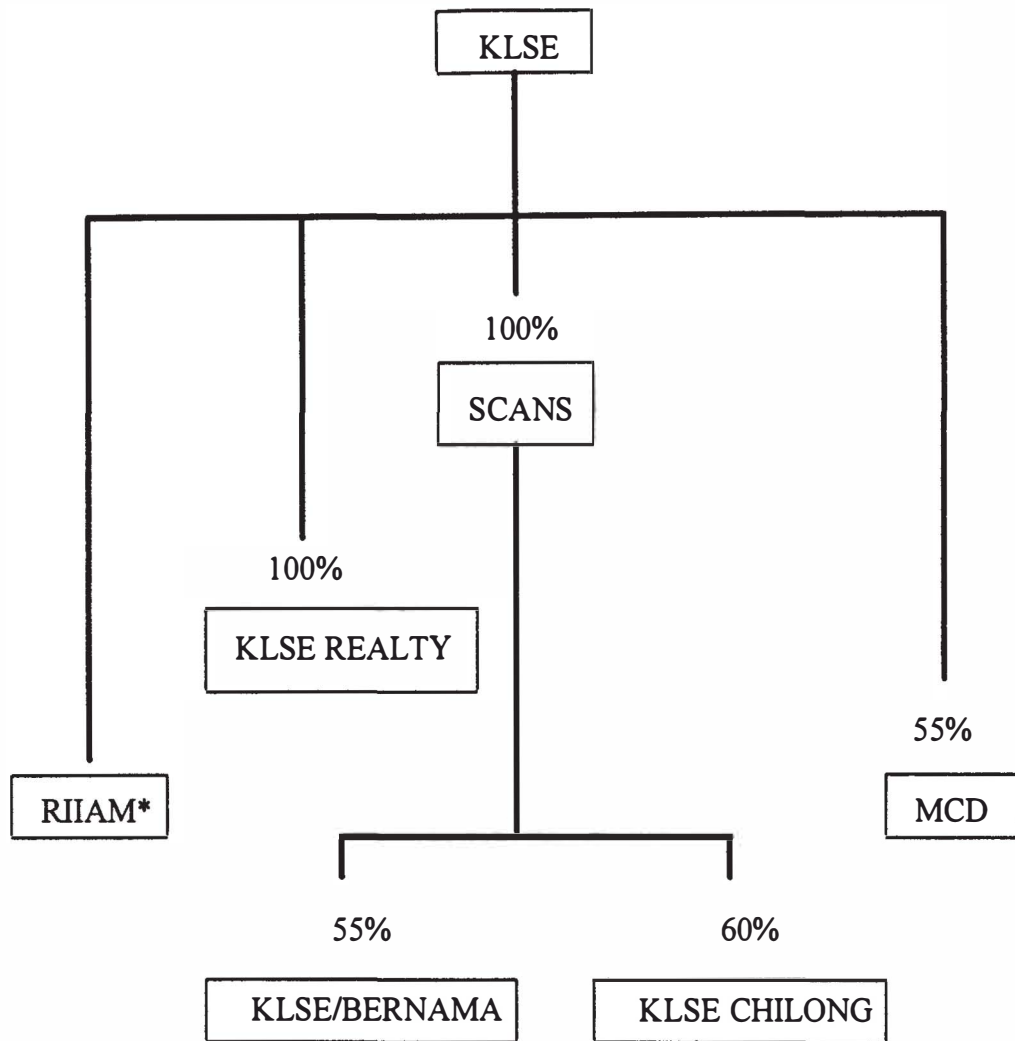 KLSE
100%
SCANS
100%
KLSE REALTY
55%
RIIAM*
MCD
55%
60%
KLSE/BERNAMA
KLSE CHILONG